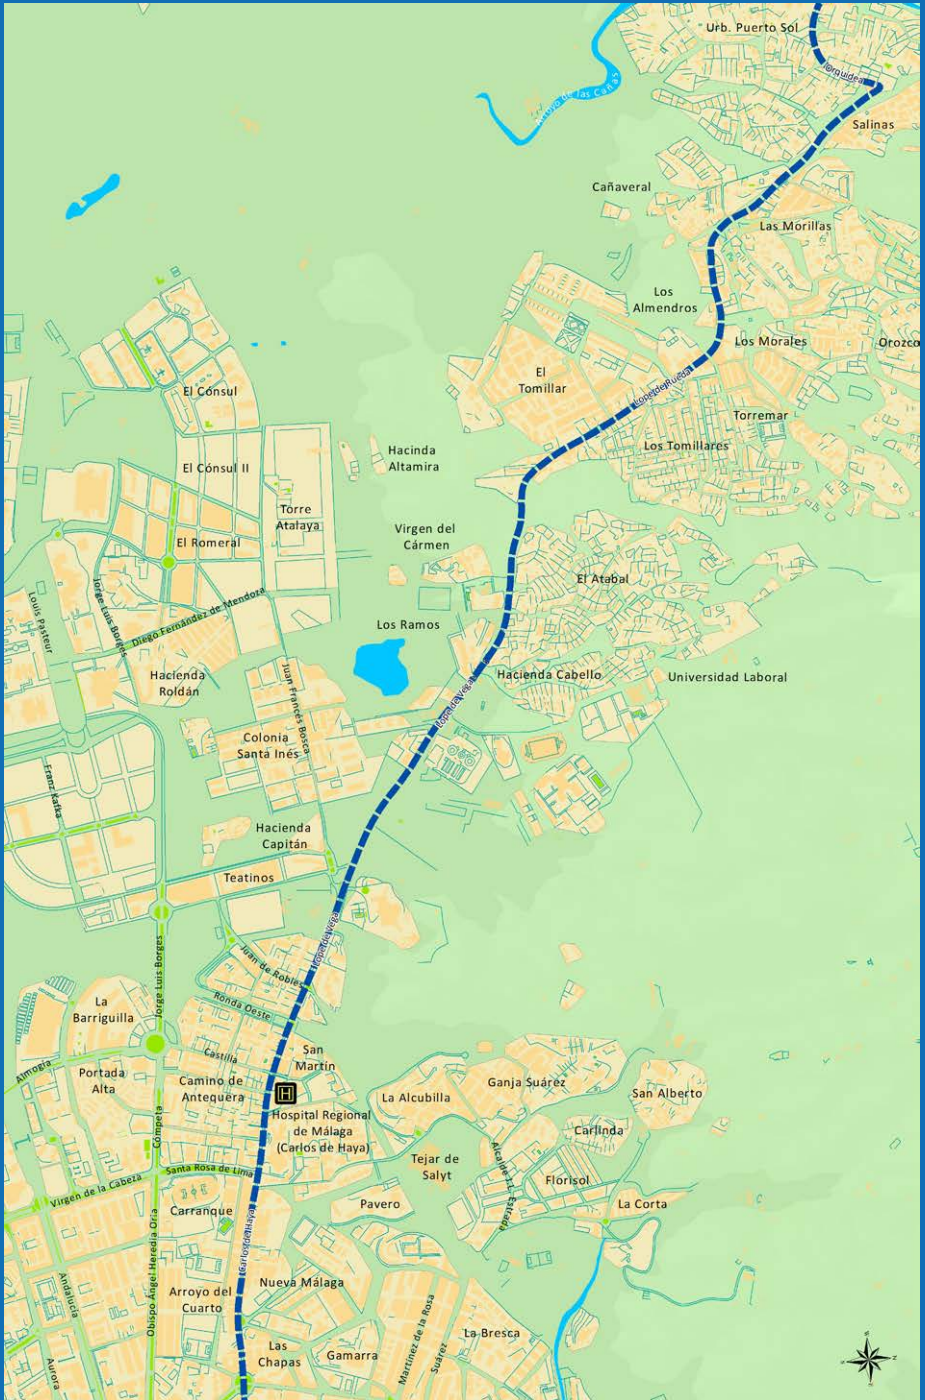 Urb. Puerto Sol
Orquidea
Arroyo de las Cañas
Salinas
Cañaveral
Las Morillas
Los
Almendros
Los Morales
Orozco
El
Tomillar
Lope de Rueda
El Cónsul
Torremar
Los Tomillares
Hacinda
Altamira
El Cónsul II
Torre
Atalaya
Virgen del
Cármen
El Romeral
El Atabal
Jorge Luis Borges
Louis Pasteur
Diego Fernández de Mendoza
Los Ramos
Hacienda
Roldán
Juan Francés Bosca
Hacienda Cabello
Universidad Laboral
Lope de Vega
Colonia
Santa Inés
Franz Kafka
Hacienda
Capitán
Teatinos
Lope de Vega
Jorge Luis Borges
Juan de Robles
Ronda Oeste
La
Barriguilla
Castilla
San
Martín
Almogía
Portada
Alta
Camino de
Antequera
H
Hospital Regional
de Málaga
(Carlos de Haya)
La Alcubilla
Ganja Suárez
San Alberto
Cómpeta
Carlinda
Tejar de
Salyt
Alcalde J.L. Estrada
Florisol
Santa Rosa de Lima
Virgen de la Cabeza
Carranque
Pavero
La Corta
Carlos de Haya
Obispo Ángel Heredia Oria
Andalucía
Arroyo del
Cuarto
Nueva Málaga
Las
Chapas
Gamarra
Martínez de la Rosa
Suárez
La Bresca
Aurora